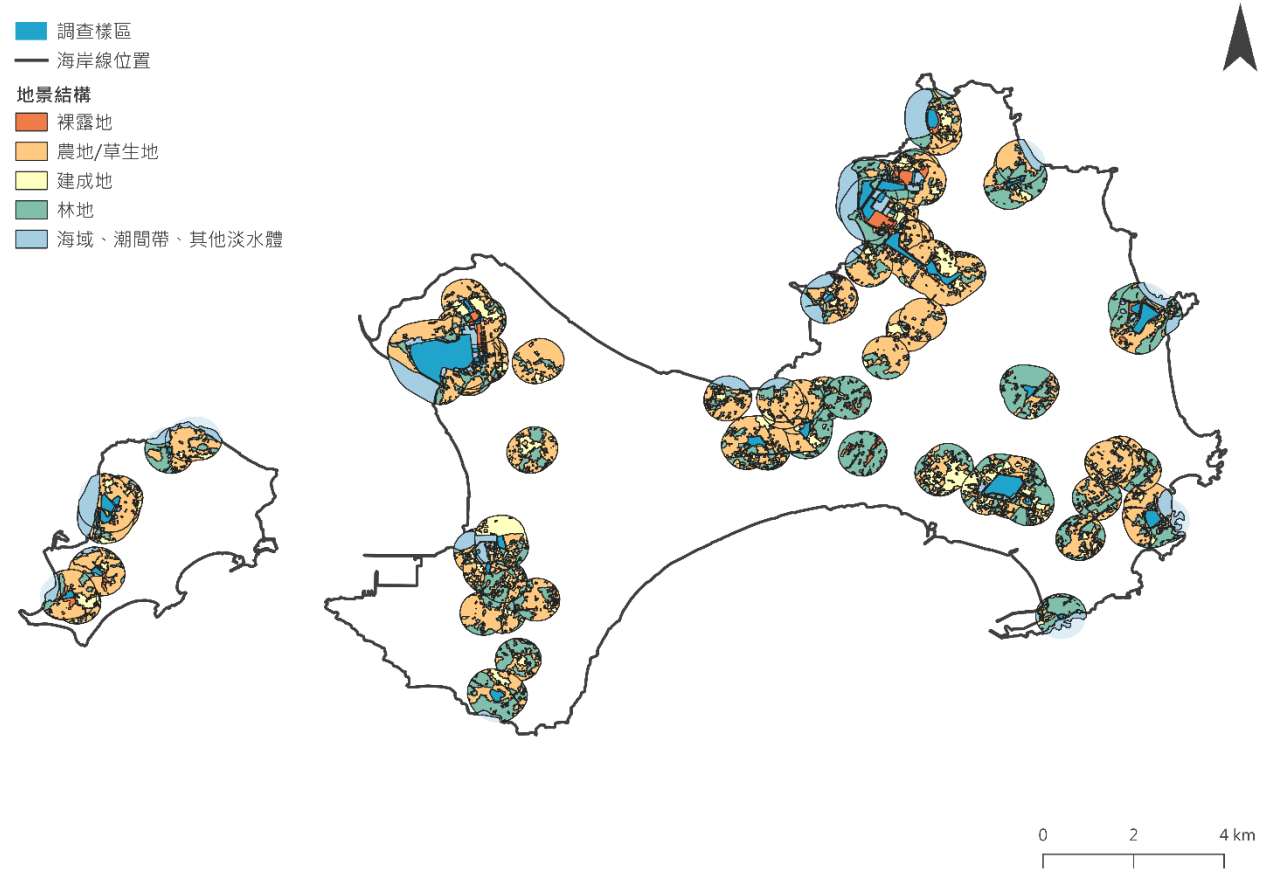 調查樣區
海岸線位置
地景結構
裸露地
農地/草生地
建成地
林地
海域、潮間帶、其他淡水體
0 2 4 km